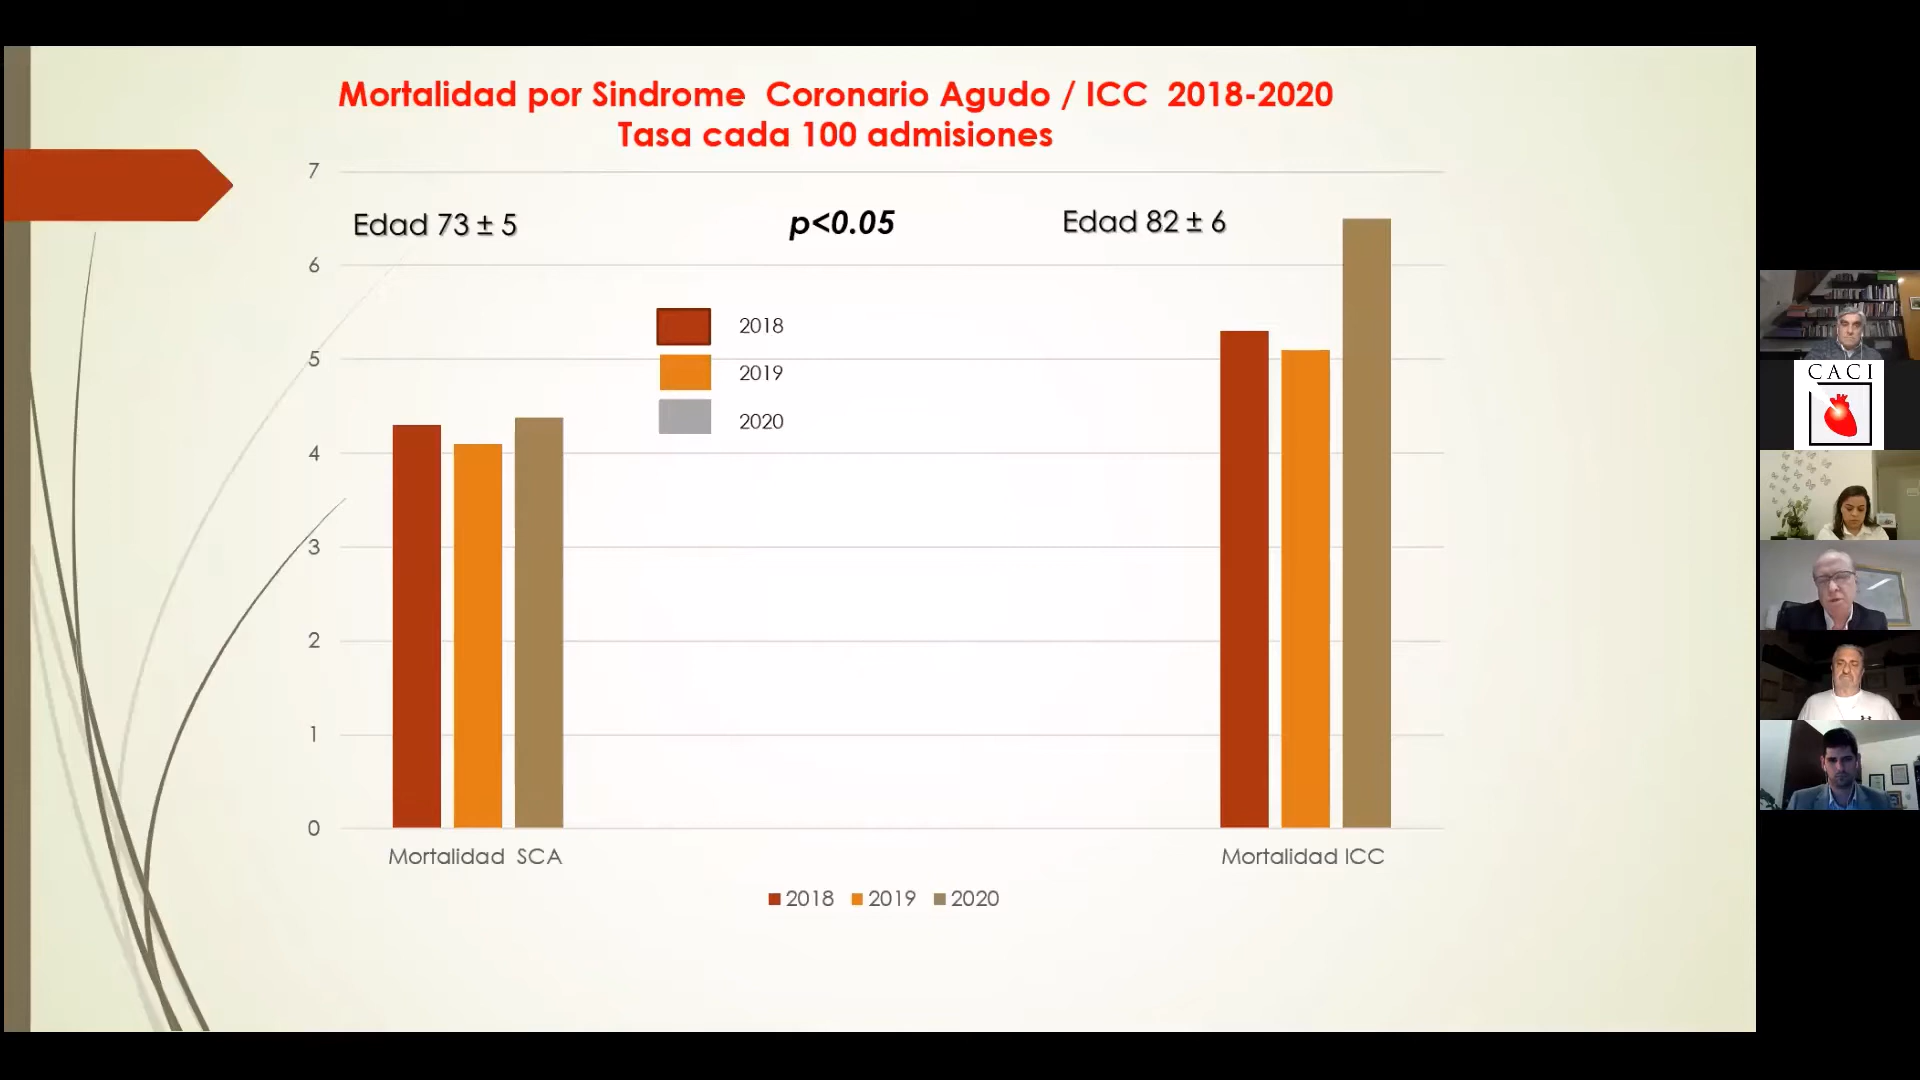 Mortalidad por Sindrome Coronario Agudo / ICC 2018-2020
Tasa cada 100 admisiones
7
Edad 73 ± 5
p<0.05
Edad 82 ± 6
6
2018
5
2019
2020
4
3
2
1
0
Mortalidad SCA
Mortalidad ICC
2018 2019 2020
CACI